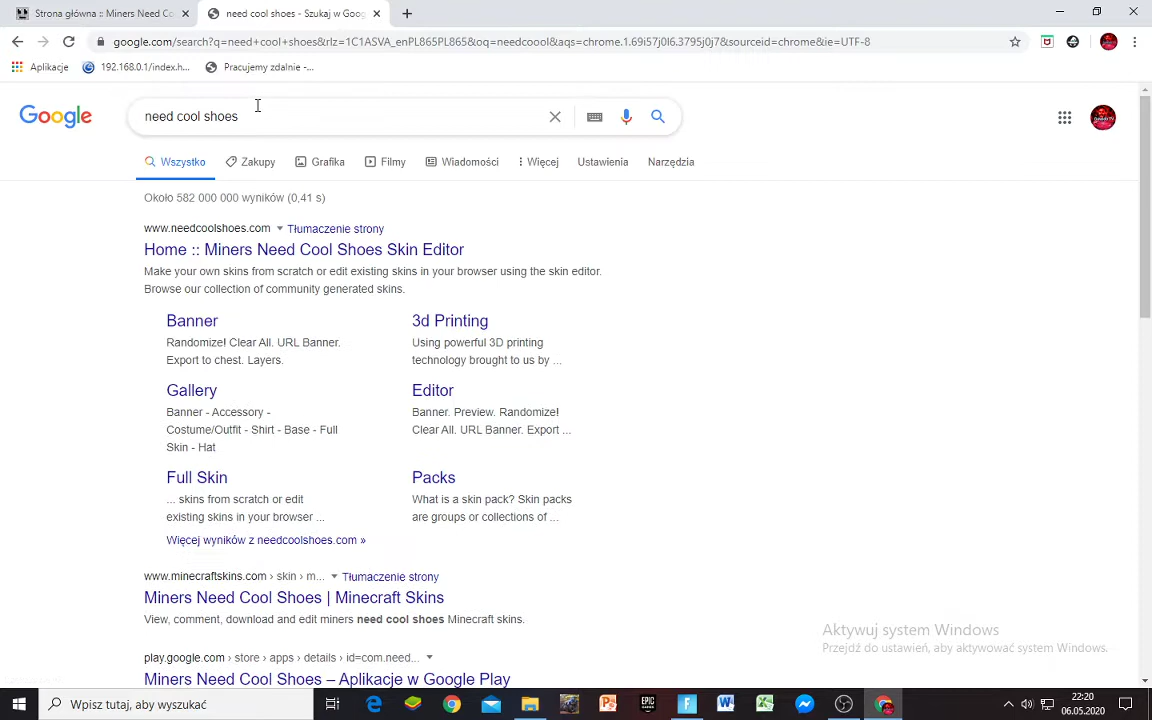 Strona główna :: Miners Need Co
need cool shoes - Szukaj w Goog
google.com/search?q=need+cool+shoes&rlz=1C1ASVA_enPL865PL865&oq=needcoool&aqs=chrome.1.69i57j0l6.3795j0j7&sourceid=chrome&ie=UTF-8
Aplikacje
192.168.0.1/index.h...
Pracujemy zdalnie -...
Google
need cool shoes
Wszystko
Zakupy
Grafika
Filmy
Wiadomości
Więcej
Ustawienia
Narzędzia
Około 582 000 000 wyników (0,41 s)
www.needcoolshoes.com Tłumaczenie strony
Home :: Miners Need Cool Shoes Skin Editor
Make your own skins from scratch or edit existing skins in your browser using the skin editor.
Browse our collection of community generated skins.
Banner
Randomize! Clear All. URL Banner.
Export to chest. Layers.
3d Printing
Using powerful 3D printing
technology brought to us by ...
Gallery
Banner - Accessory -
Costume/Outfit - Shirt - Base - Full
Skin - Hat
Editor
Banner. Preview. Randomize!
Clear All. URL Banner. Export ...
Full Skin
... skins from scratch or edit
existing skins in your browser ...
Packs
What is a skin pack? Skin packs
are groups or collections of ...
Więcej wyników z needcoolshoes.com »
www.minecraftskins.com › skin › m... Tłumaczenie strony
Miners Need Cool Shoes | Minecraft Skins
View, comment, download and edit miners need cool shoes Minecraft skins.
play.google.com › store › apps › details › id=com.need...
Miners Need Cool Shoes – Aplikacje w Google Play
Aktywuj system Windows
Przejdź do ustawień, aby aktywować system Windows.
Wpisz tutaj, aby wyszukać
22:20
06.05.2020